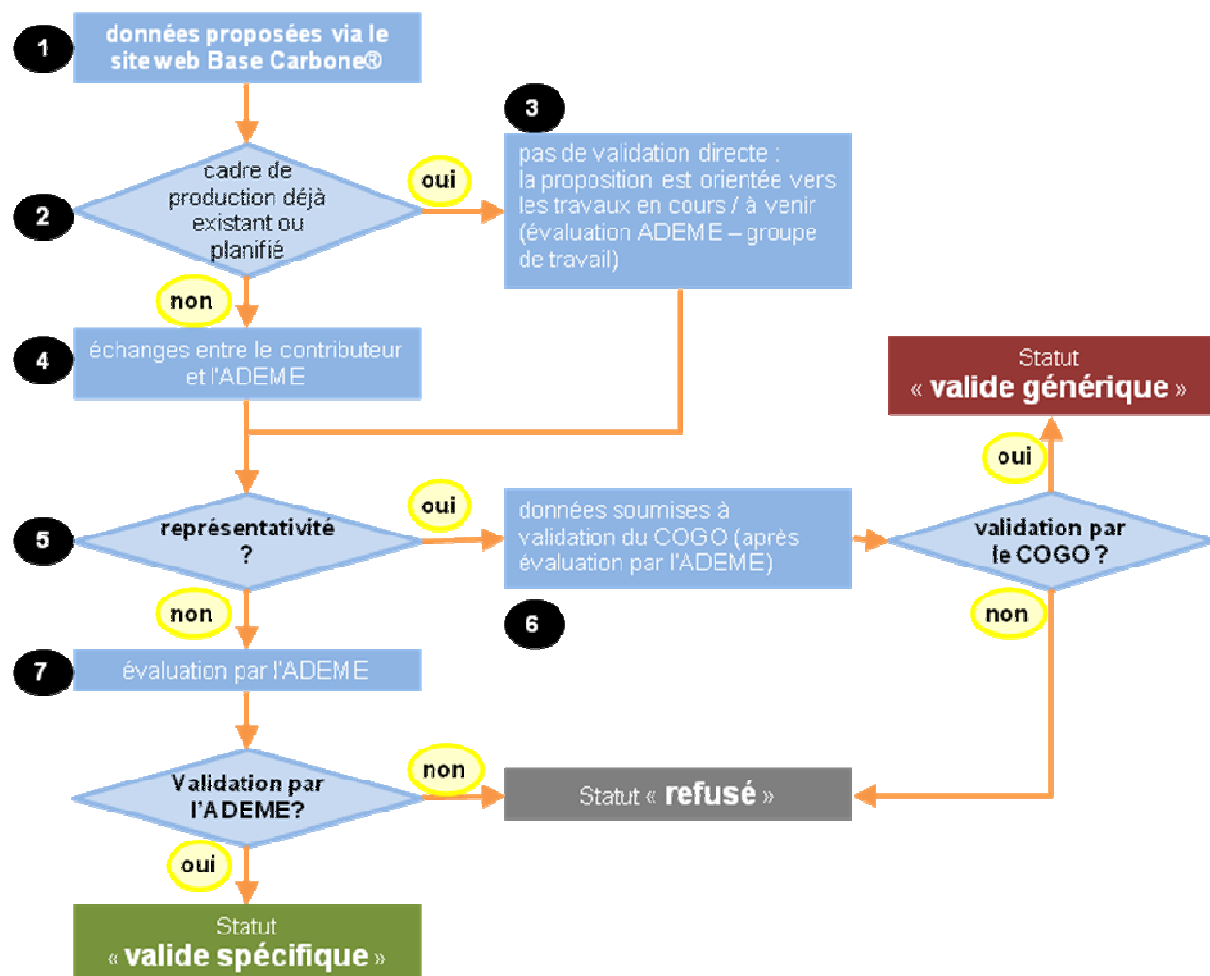 1
données proposées via le
site web Base Carbone®
2
cadre de
production déjà
existant ou
planifié
oui
3
pas de validation directe :
la proposition est orientée vers
les travaux en cours / à venir
(évaluation ADEME – groupe
de travail)
non
4
échanges entre le contributeur
et l'ADEME
Statut
« valide générique »
oui
5
représentativité
?
oui
données soumises à
validation du COGO (après
évaluation par l'ADEME)
6
validation par
le COGO ?
non
non
7
évaluation par l'ADEME
Validation par
l'ADEME?
non
Statut « refusé »
oui
Statut
« valide spécifique »